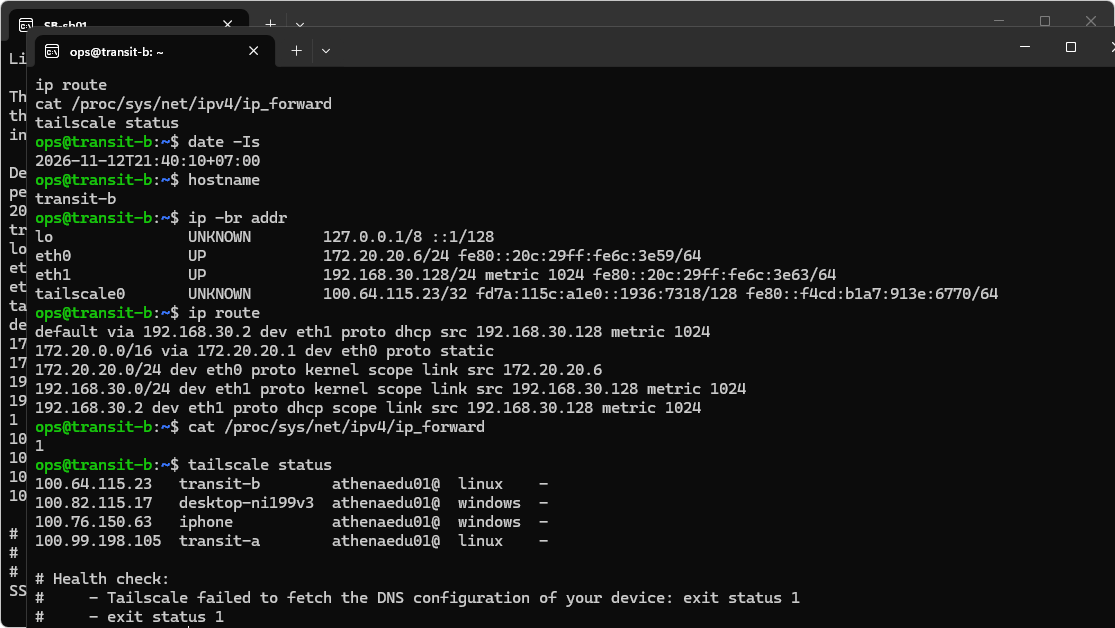 SB-sb01
ops@transit-b: ~
ip route
cat /proc/sys/net/ipv4/ip_forward
tailscale status
ops@transit-b:~$ date -Is
2026-11-12T21:40:10+07:00
ops@transit-b:~$ hostname
transit-b
ops@transit-b:~$ ip -br addr
lo UNKNOWN 127.0.0.1/8 ::1/128
eth0 UP 172.20.20.6/24 fe80::20c:29ff:fe6c:3e59/64
eth1 UP 192.168.30.128/24 metric 1024 fe80::20c:29ff:fe6c:3e63/64
tailscale0 UNKNOWN 100.64.115.23/32 fd7a:115c:a1e0::1936:7318/128 fe80::f4cd:b1a7:913e:6770/64
ops@transit-b:~$ ip route
default via 192.168.30.2 dev eth1 proto dhcp src 192.168.30.128 metric 1024
172.20.0.0/16 via 172.20.20.1 dev eth0 proto static
172.20.20.0/24 dev eth0 proto kernel scope link src 172.20.20.6
192.168.30.0/24 dev eth1 proto kernel scope link src 192.168.30.128 metric 1024
192.168.30.2 dev eth1 proto dhcp scope link src 192.168.30.128 metric 1024
ops@transit-b:~$ cat /proc/sys/net/ipv4/ip_forward
1
ops@transit-b:~$ tailscale status
100.64.115.23 transit-b athenaedu01@ linux -
100.82.115.17 desktop-ni199v3 athenaedu01@ windows -
100.76.150.63 iphone athenaedu01@ windows -
100.99.198.105 transit-a athenaedu01@ linux -
# Health check:
# - Tailscale failed to fetch the DNS configuration of your device: exit status 1
# - exit status 1